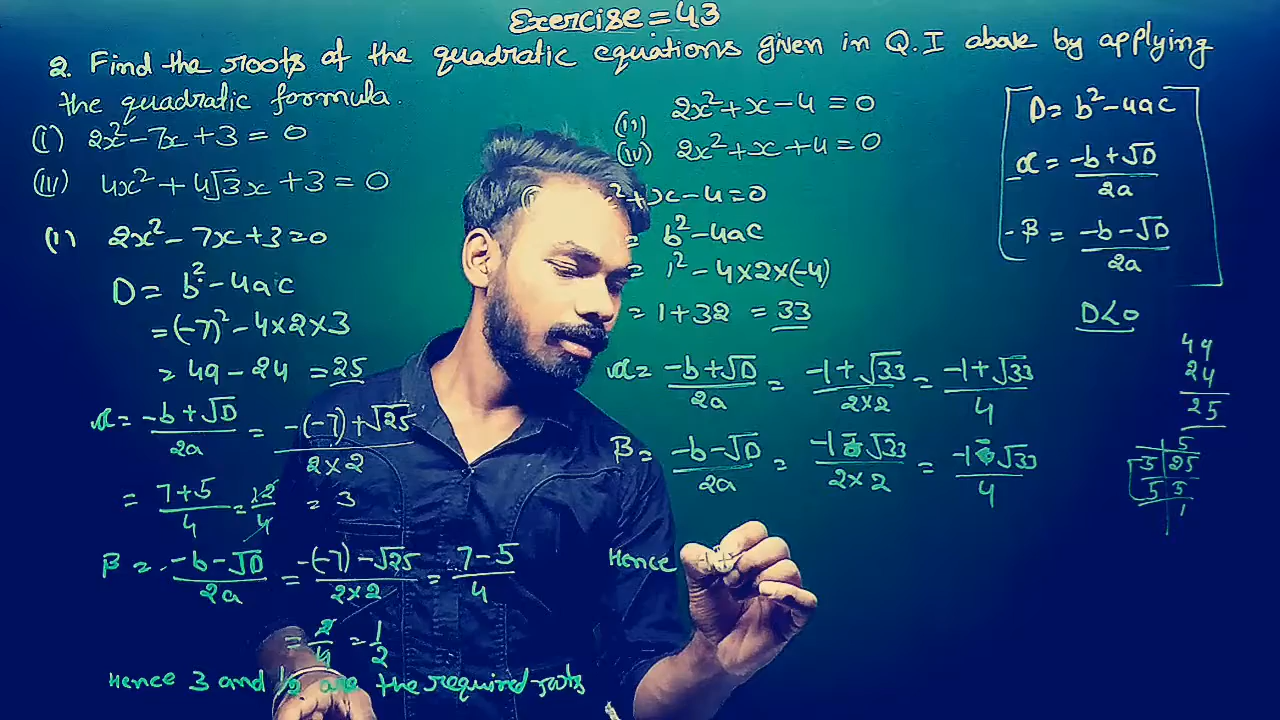 Exercise = 43
2. Find the roots of the quadratic equations given in Q.I above by applying
the quadratic formula.
(i) 2x² - 7x + 3 = 0
(ii) 2x² + x - 4 = 0
(iii) 4x² + 4√3x + 3 = 0
(iv) 2x² + x + 4 = 0
D = b² - 4ac
α = -b + √D / 2a
β = -b - √D / 2a
D < 0
(i) 2x² - 7x + 3 = 0
D = b² - 4ac
= (-7)² - 4×2×3
= 49 - 24 = 25
α = -b + √D / 2a = -(-7) + √25 / 2×2
= 7+5 / 4 = 12/4 = 3
β = -b - √D / 2a = -(-7) - √25 / 2×2 = 7-5 / 4
= 2/4 = 1/2
Hence 3 and 1/2 are the required roots
² + x - 4 = 0
= b² - 4ac
= 1² - 4×2×(-4)
= 1 + 32 = 33
α = -b + √D / 2a = -1 + √33 / 2×2 = -1 + √33 / 4
β = -b - √D / 2a = -1 - √33 / 2×2 = -1 - √33 / 4
Hence
49
24
25
5
5 25
5 5
1